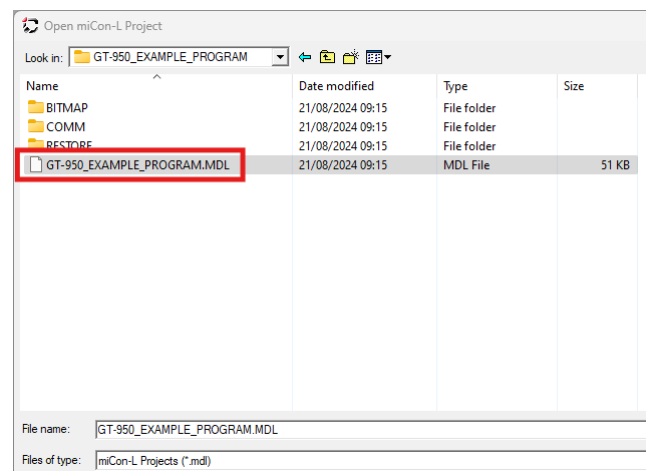 Open miCon-L Project
Look in: GT-950_EXAMPLE_PROGRAM
Name Date modified Type Size
BITMAP 21/08/2024 09:15 File folder
COMM 21/08/2024 09:15 File folder
RESTORE 21/08/2024 09:15 File folder
GT-950_EXAMPLE_PROGRAM.MDL 21/08/2024 09:15 MDL File 51 KB
File name: GT-950_EXAMPLE_PROGRAM.MDL
Files of type: miCon-L Projects (*.mdl)